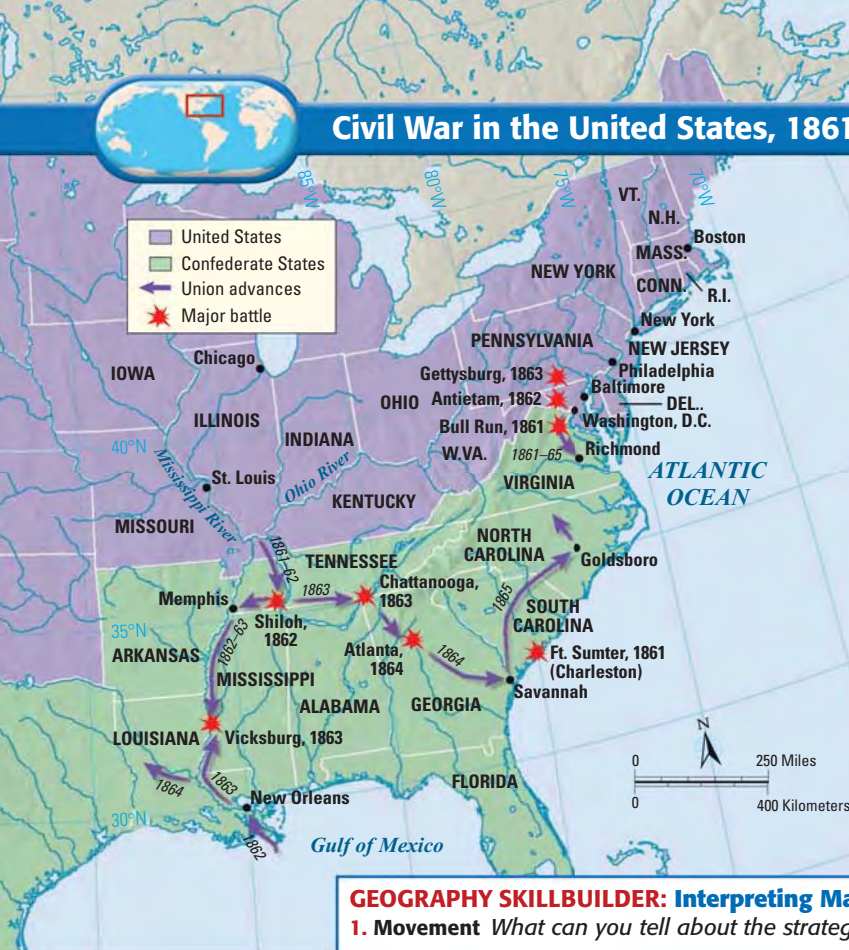 Civil War in the United States, 1861
85°W
80°W
75°W
70°W
United States
Confederate States
Union advances
Major battle
VT.
N.H.
Boston
MASS.
NEW YORK
CONN.
R.I.
New York
PENNSYLVANIA
NEW JERSEY
Philadelphia
Chicago
IOWA
Gettysburg, 1863
Baltimore
OHIO
Antietam, 1862
DEL..
ILLINOIS
Bull Run, 1861
Washington, D.C.
INDIANA
40°N
W.VA.
1861–65
Richmond
Mississippi River
St. Louis
Ohio River
VIRGINIA
ATLANTIC
OCEAN
KENTUCKY
MISSOURI
1861–62
TENNESSEE
NORTH
CAROLINA
Goldsboro
Chattanooga,
1863
1863
Memphis
Shiloh,
1862
1865
SOUTH
CAROLINA
35°N
1862–63
ARKANSAS
Atlanta,
1864
1864
Ft. Sumter, 1861
(Charleston)
MISSISSIPPI
Savannah
ALABAMA
GEORGIA
LOUISIANA
Vicksburg, 1863
N
0
250 Miles
0
400 Kilometers
1864
1863
New Orleans
FLORIDA
30°N
1862
Gulf of Mexico
GEOGRAPHY SKILLBUILDER: Interpreting Ma
1. Movement What can you tell about the strateg